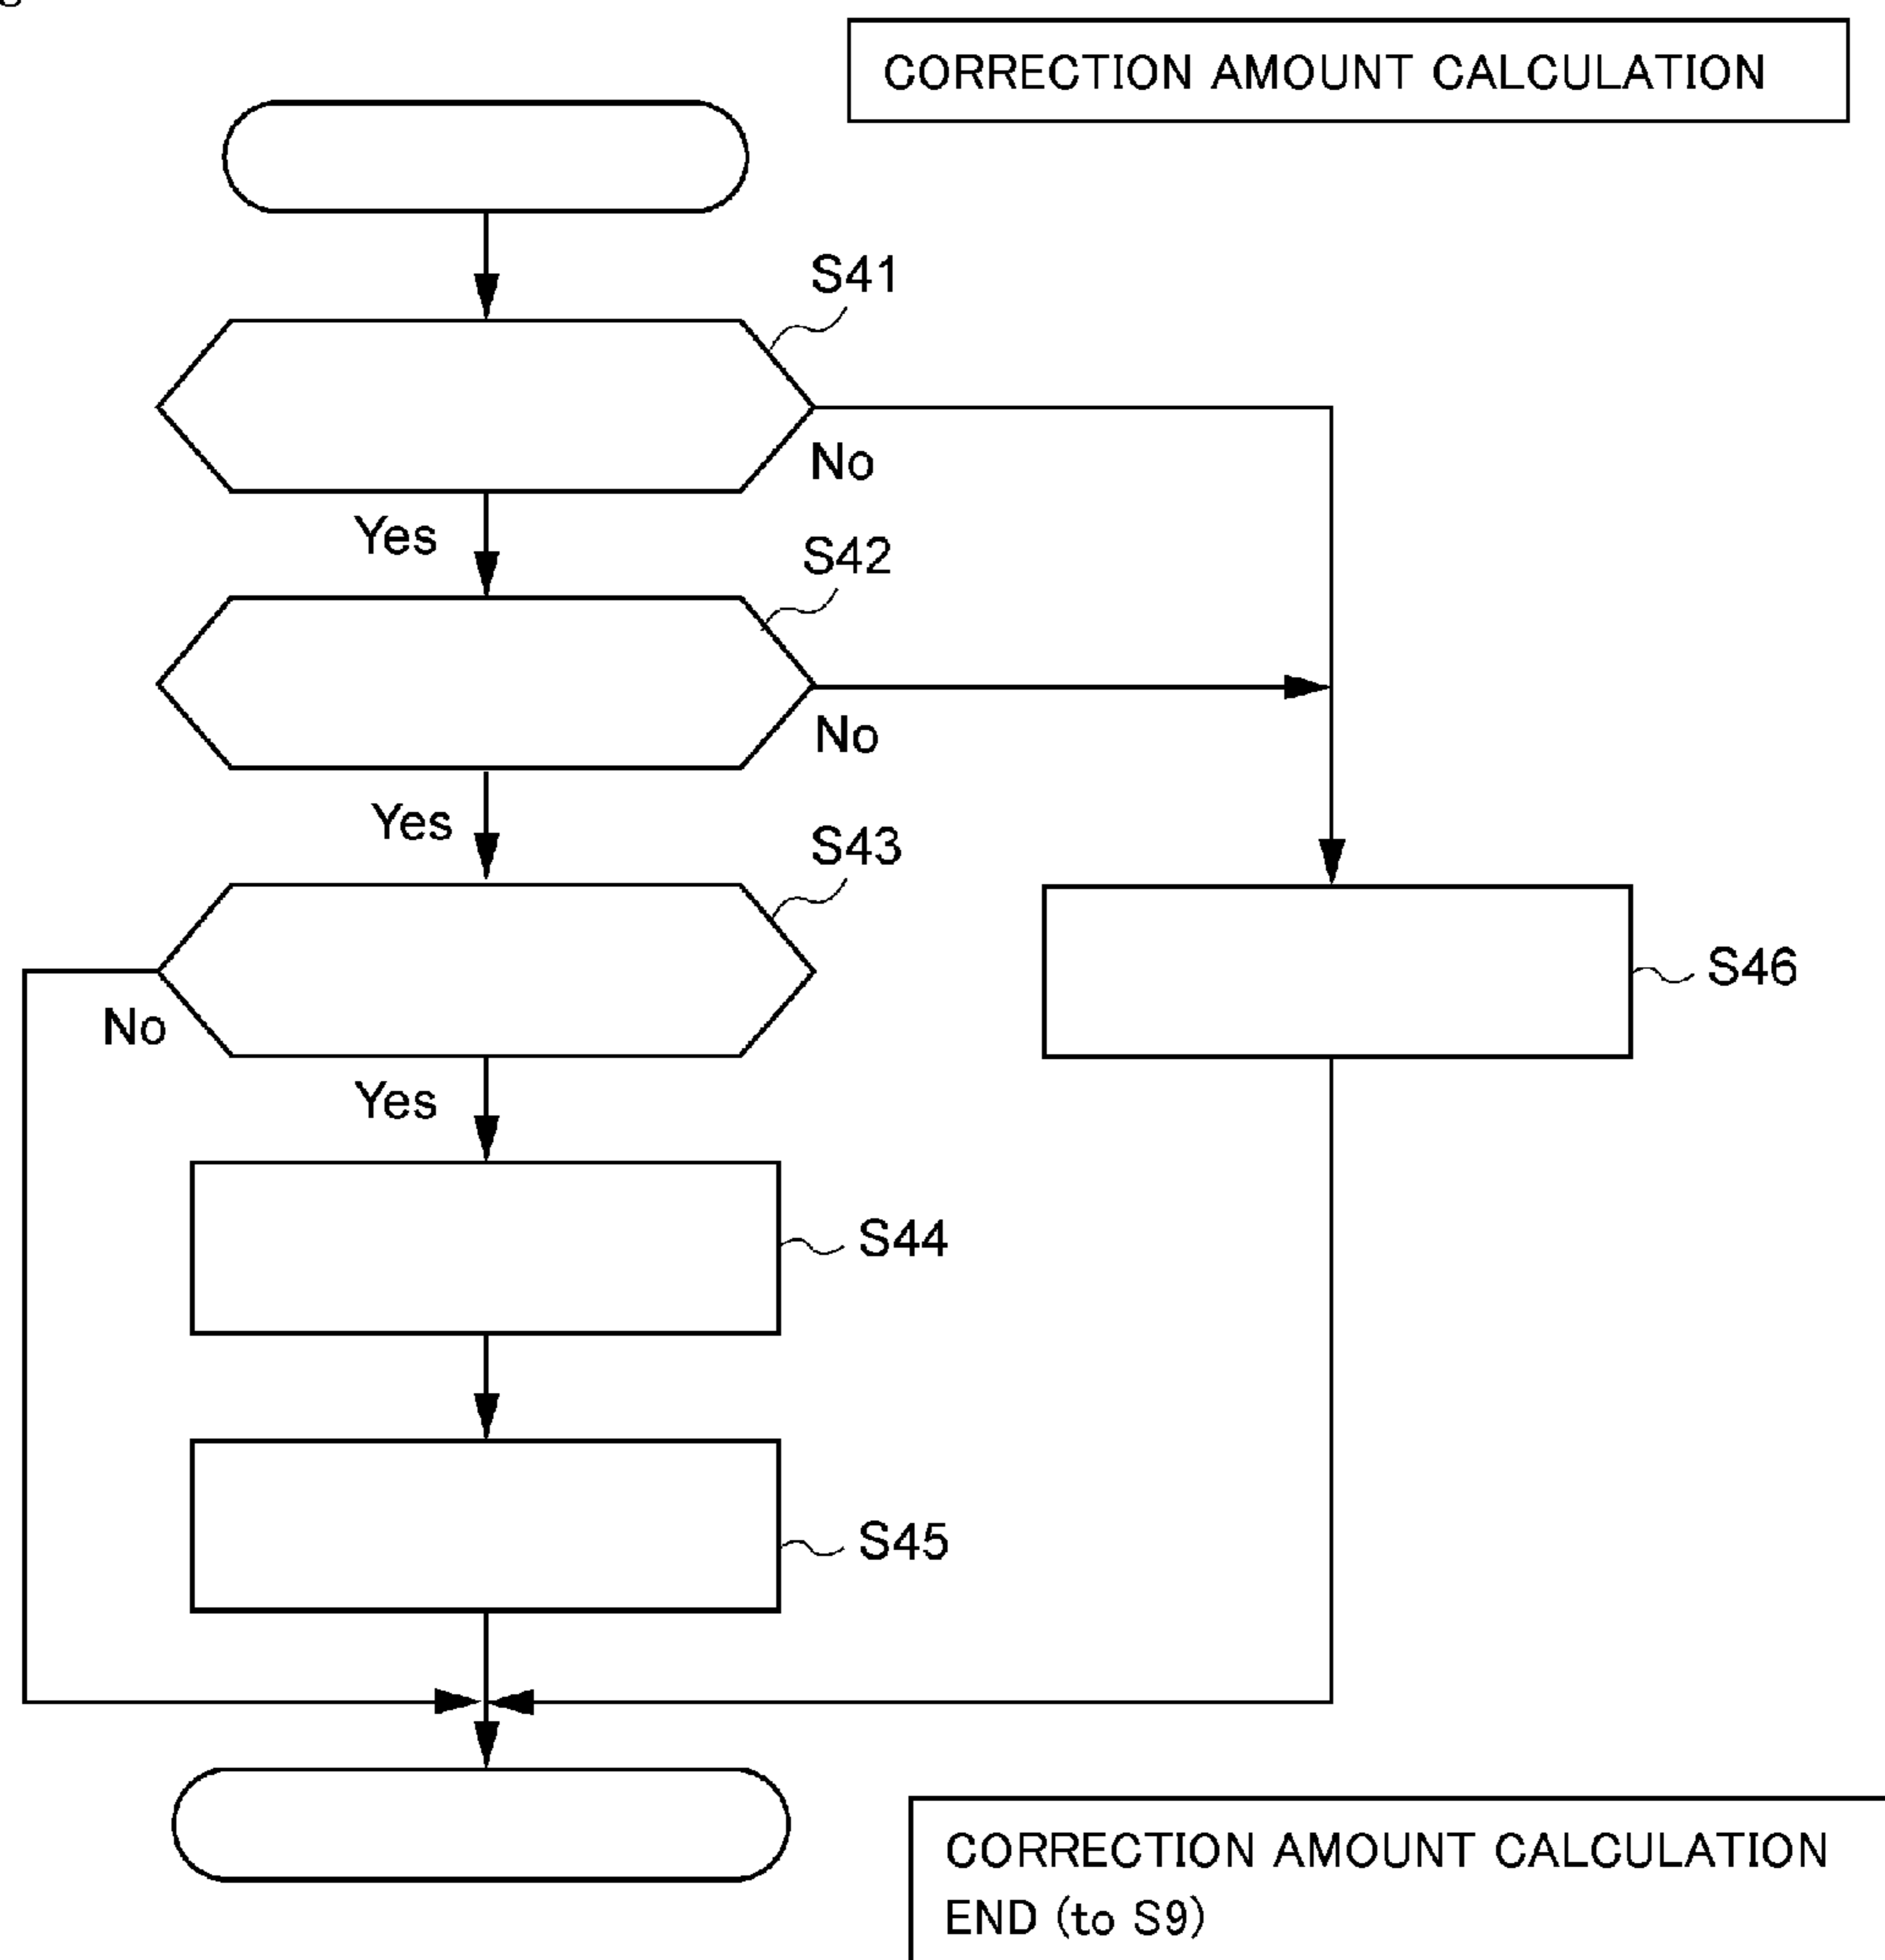 CORRECTION AMOUNT CALCULATION
S41
No
Yes
S42
No
Yes
S43
No
Yes
S46
S44
S45
CORRECTION AMOUNT CALCULATION
END (to S9)